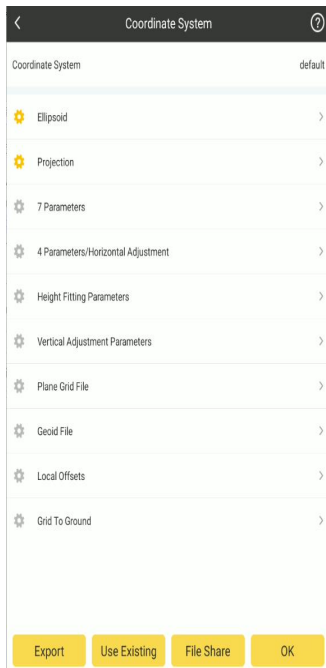 Coordinate System
Coordinate System default
Ellipsoid
Projection
7 Parameters
4 Parameters/Horizontal Adjustment
Height Fitting Parameters
Vertical Adjustment Parameters
Plane Grid File
Geoid File
Local Offsets
Grid To Ground
Export Use Existing File Share OK